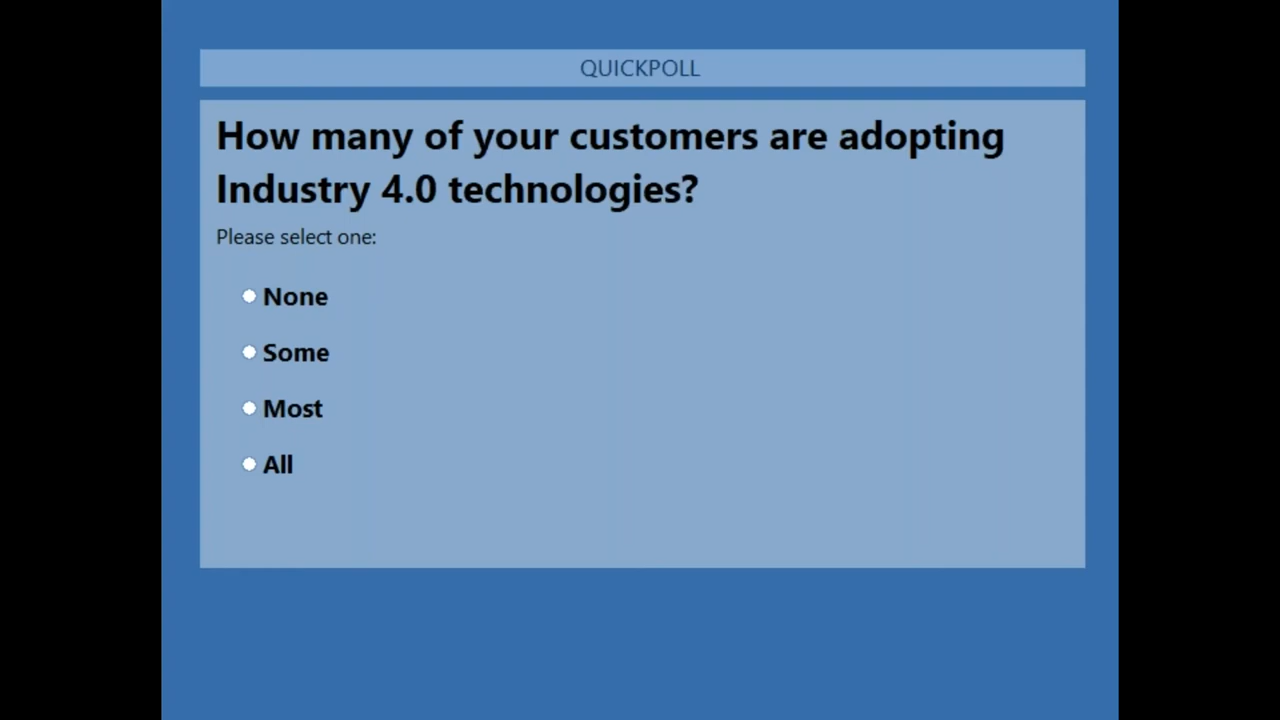 QUICKPOLL
How many of your customers are adopting
Industry 4.0 technologies?
Please select one:
None
Some
Most
All